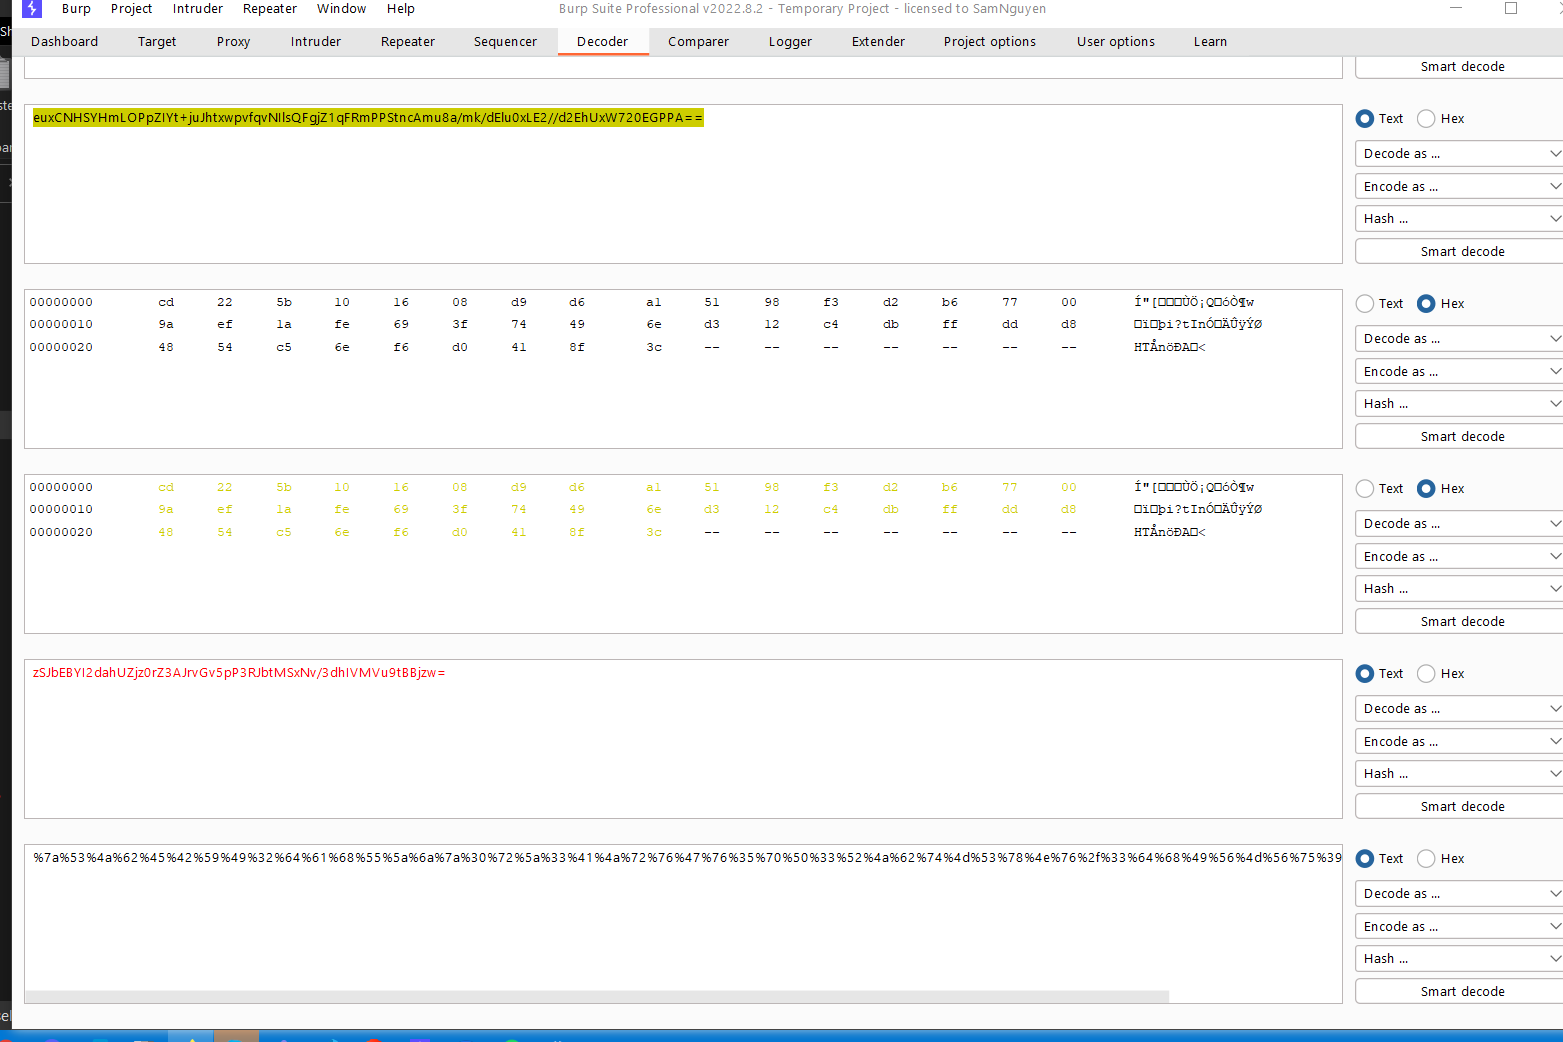 Burp Project Intruder Repeater Window Help Burp Suite Professional v2022.8.2 - Temporary Project - licensed to SamNguyen
Dashboard Target Proxy Intruder Repeater Sequencer Decoder Comparer Logger Extender Project options User options Learn
Smart decode
euxCNHSYHmLOPpZIYt+juJhtxwpvfqvNIlsQFgjZ1qFRmPPStncAmu8a/mk/dElu0xLE2//d2EhUxW720EGPPA==
Text Hex
Decode as ...
Encode as ...
Hash ...
Smart decode
00000000 cd 22 5b 10 16 08 d9 d6 a1 51 98 f3 d2 b6 77 00 Í"[□□□ÙÖ¡Q□óÒ¶w
00000010 9a ef 1a fe 69 3f 74 49 6e d3 12 c4 db ff dd d8 □ï□þi?tInÓ□ÄÛÿÝØ
00000020 48 54 c5 6e f6 d0 41 8f 3c -- -- -- -- -- -- -- HTÅnöÐA□<
Text Hex
Decode as ...
Encode as ...
Hash ...
Smart decode
00000000 cd 22 5b 10 16 08 d9 d6 a1 51 98 f3 d2 b6 77 00 Í"[□□□ÙÖ¡Q□óÒ¶w
00000010 9a ef 1a fe 69 3f 74 49 6e d3 12 c4 db ff dd d8 □ï□þi?tInÓ□ÄÛÿÝØ
00000020 48 54 c5 6e f6 d0 41 8f 3c -- -- -- -- -- -- -- HTÅnöÐA□<
Text Hex
Decode as ...
Encode as ...
Hash ...
Smart decode
zSJbEBYI2dahUZjz0rZ3AJrvGv5pP3RJbtMSxNv/3dhIVMVu9tBBjzw=
Text Hex
Decode as ...
Encode as ...
Hash ...
Smart decode
%7a%53%4a%62%45%42%59%49%32%64%61%68%55%5a%6a%7a%30%72%5a%33%41%4a%72%76%47%76%35%70%50%33%52%4a%62%74%4d%53%78%4e%76%2f%33%64%68%49%56%4d%56%75%39
Text Hex
Decode as ...
Encode as ...
Hash ...
Smart decode